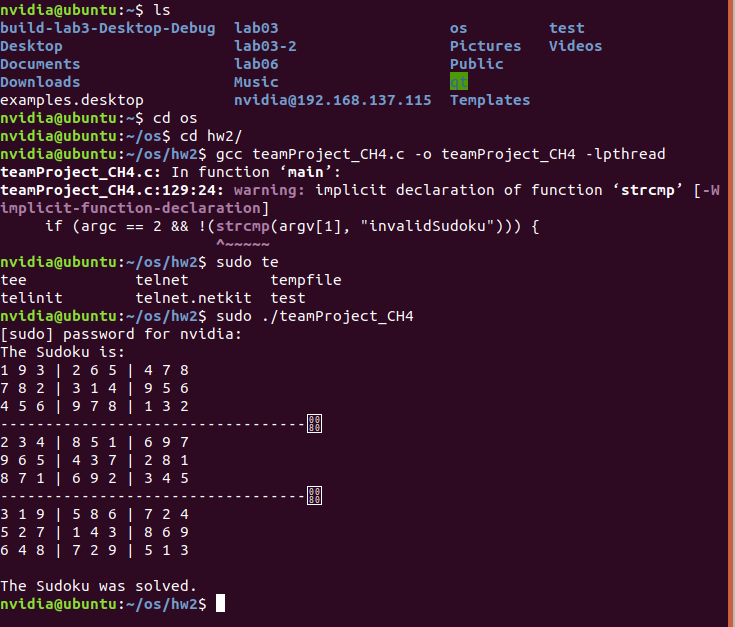 nvidia@ubuntu:~$ ls
build-lab3-Desktop-Debug  lab03                      os         test
Desktop                   lab03-2                    Pictures   Videos
Documents                 lab06                      Public
Downloads                 Music                      qt
examples.desktop          nvidia@192.168.137.115     Templates
nvidia@ubuntu:~$ cd os
nvidia@ubuntu:~/os$ cd hw2/
nvidia@ubuntu:~/os/hw2$ gcc teamProject_CH4.c -o teamProject_CH4 -lpthread
teamProject_CH4.c: In function ‘main’:
teamProject_CH4.c:129:24: warning: implicit declaration of function ‘strcmp’ [-W
implicit-function-declaration]
     if (argc == 2 && !(strcmp(argv[1], "invalidSudoku"))) {
                        ^~~~~~
nvidia@ubuntu:~/os/hw2$ sudo te
tee            telnet         tempfile
telinit        telnet.netkit  test
nvidia@ubuntu:~/os/hw2$ sudo ./teamProject_CH4
[sudo] password for nvidia:
The Sudoku is:
1 9 3 | 2 6 5 | 4 7 8
7 8 2 | 3 1 4 | 9 5 6
4 5 6 | 9 7 8 | 1 3 2
----------------------------------0080
2 3 4 | 8 5 1 | 6 9 7
9 6 5 | 4 3 7 | 2 8 1
8 7 1 | 6 9 2 | 3 4 5
----------------------------------0080
3 1 9 | 5 8 6 | 7 2 4
5 2 7 | 1 4 3 | 8 6 9
6 4 8 | 7 2 9 | 5 1 3
The Sudoku was solved.
nvidia@ubuntu:~/os/hw2$